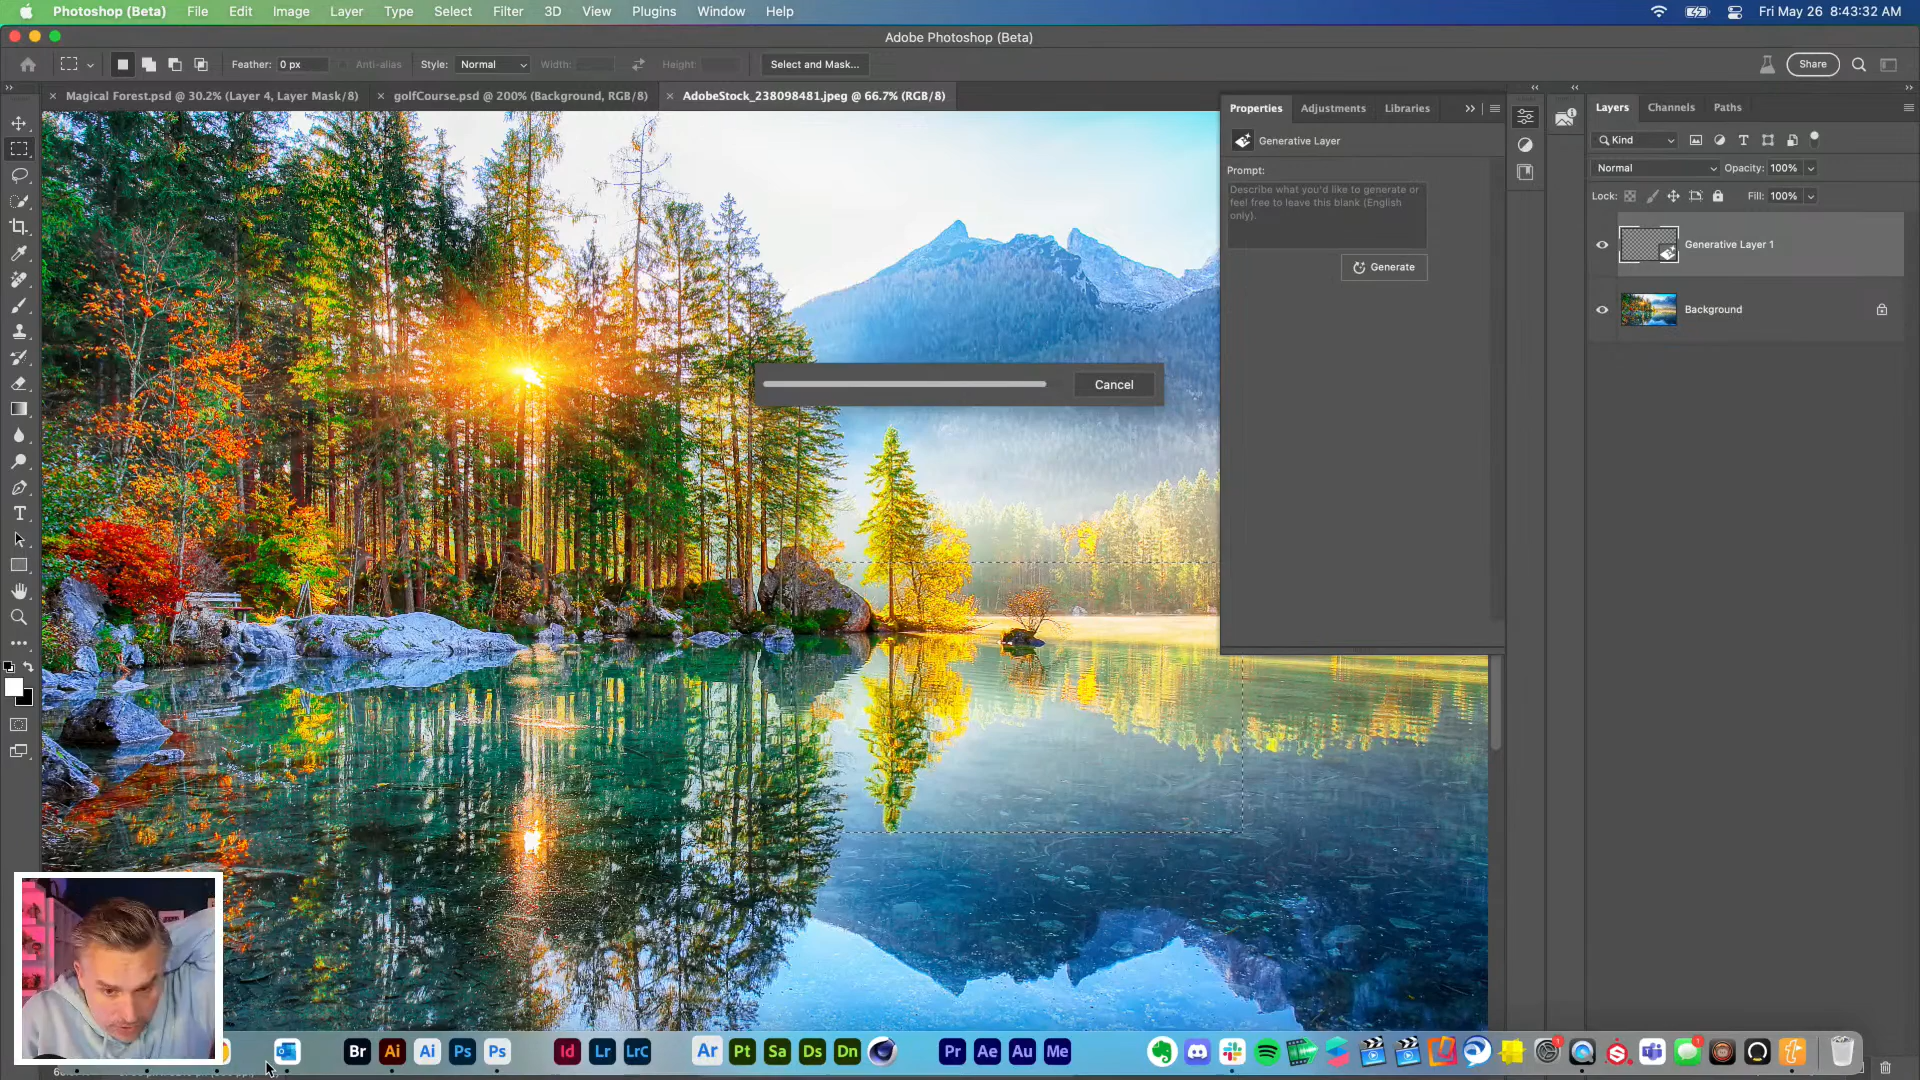 Photoshop (Beta) File Edit Image Layer Type Select Filter 3D View Plugins Window Help Fri May 26 8:43:32 AM
Adobe Photoshop (Beta)
Feather: 0 px Anti-alias Style: Normal Width: Height: Select and Mask... Share
Magical Forest.psd @ 30.2% (Layer 4, Layer Mask/8) golfCourse.psd @ 200% (Background, RGB/8) AdobeStock_238098481.jpeg @ 66.7% (RGB/8)
Properties Adjustments Libraries
Layers Channels Paths
Generative Layer
Kind
Prompt:
Normal Opacity: 100%
Describe what you'd like to generate or
feel free to leave this blank (English
only).
Lock: Fill: 100%
Generative Layer 1
Generate
Background
Cancel
Br Ai Ai Ps Ps Id Lr LrC Ar Pt Sa Ds Dn Pr Ae Au Me